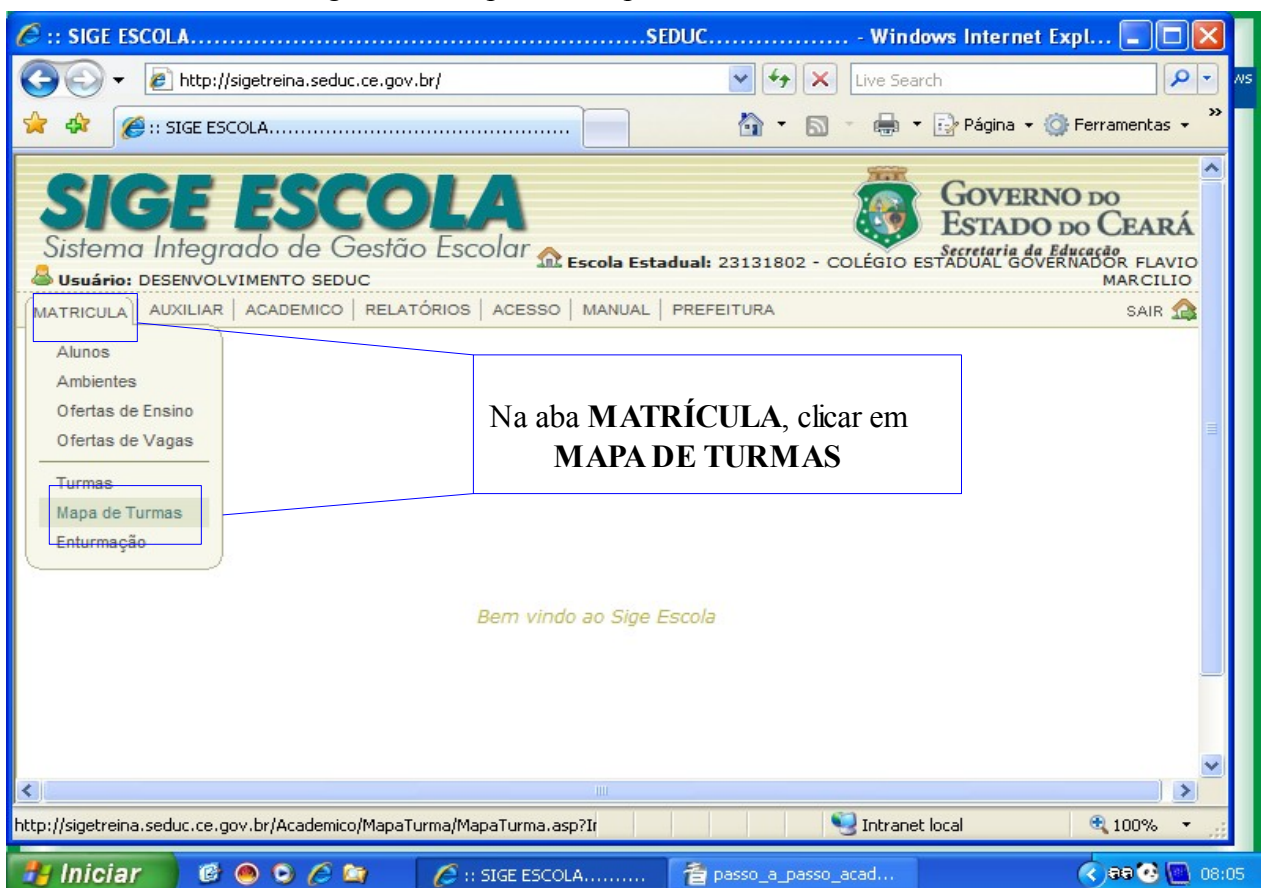 :: SIGE ESCOLA..........................................................SEDUC.................. - Windows Internet Expl...
http://sigetreina.seduc.ce.gov.br/
Live Search
ws
:: SIGE ESCOLA.......................................
Página
Ferramentas
»
SIGE ESCOLA
Sistema Integrado de Gestão Escolar
GOVERNO DO
ESTADO DO CEARÁ
Secretaria da Educação
Escola Estadual: 23131802 - COLÉGIO ESTADUAL GOVERNADOR FLAVIO
MARCILIO
Usuário: DESENVOLVIMENTO SEDUC
MATRICULA AUXILIAR | ACADEMICO | RELATÓRIOS | ACESSO | MANUAL | PREFEITURA
SAIR
Alunos
Ambientes
Ofertas de Ensino
Ofertas de Vagas
Turmas
Mapa de Turmas
Enturmação
Na aba MATRÍCULA, clicar em
MAPA DE TURMAS
Bem vindo ao Sige Escola
http://sigetreina.seduc.ce.gov.br/Academico/MapaTurma/MapaTurma.asp?I
Intranet local
100%
Iniciar
:: SIGE ESCOLA..........
passo_a_passo_acad...
08:05